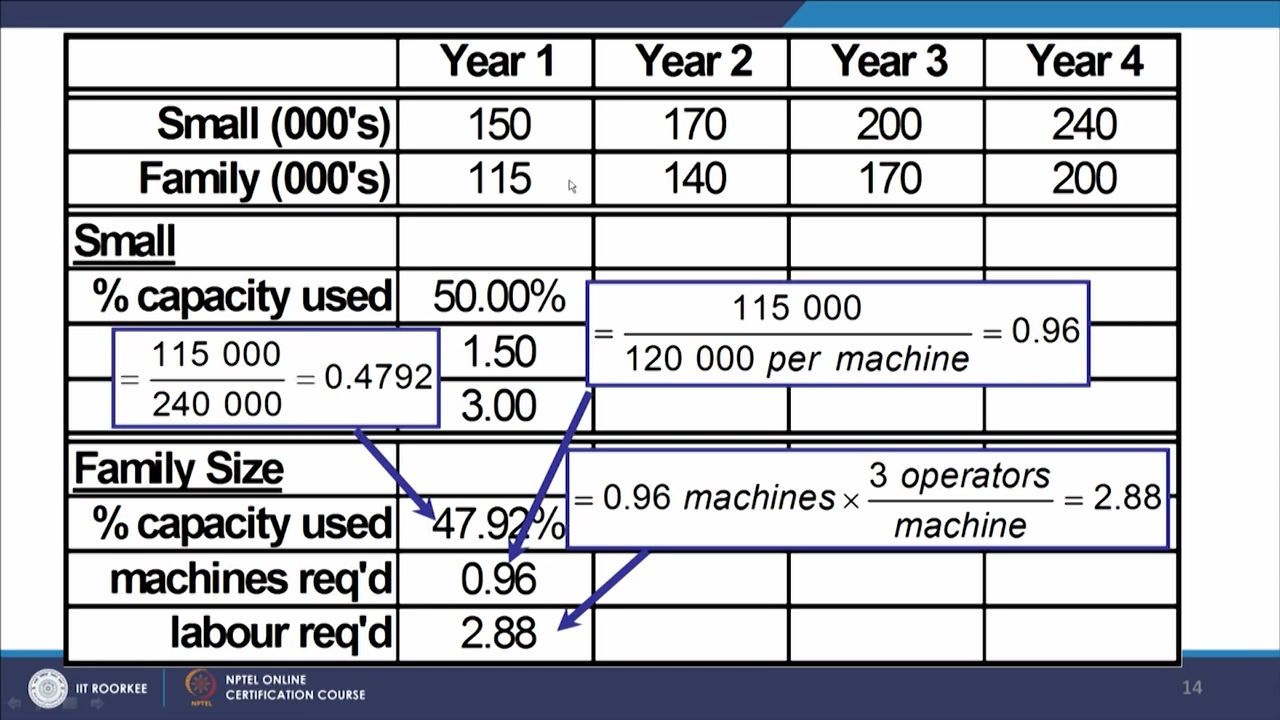 Year 1 Year 2 Year 3 Year 4
Small (000's) 150 170 200 240
Family (000's) 115 140 170 200
Small
% capacity used 50.00%
1.50
3.00
= 115 000 / 240 000 = 0.4792
= 115 000 / 120 000 per machine = 0.96
Family Size
% capacity used 47.92%
= 0.96 machines × 3 operators / machine = 2.88
machines req'd 0.96
labour req'd 2.88
IIT ROORKEE
NPTEL
NPTEL ONLINE
CERTIFICATION COURSE
14